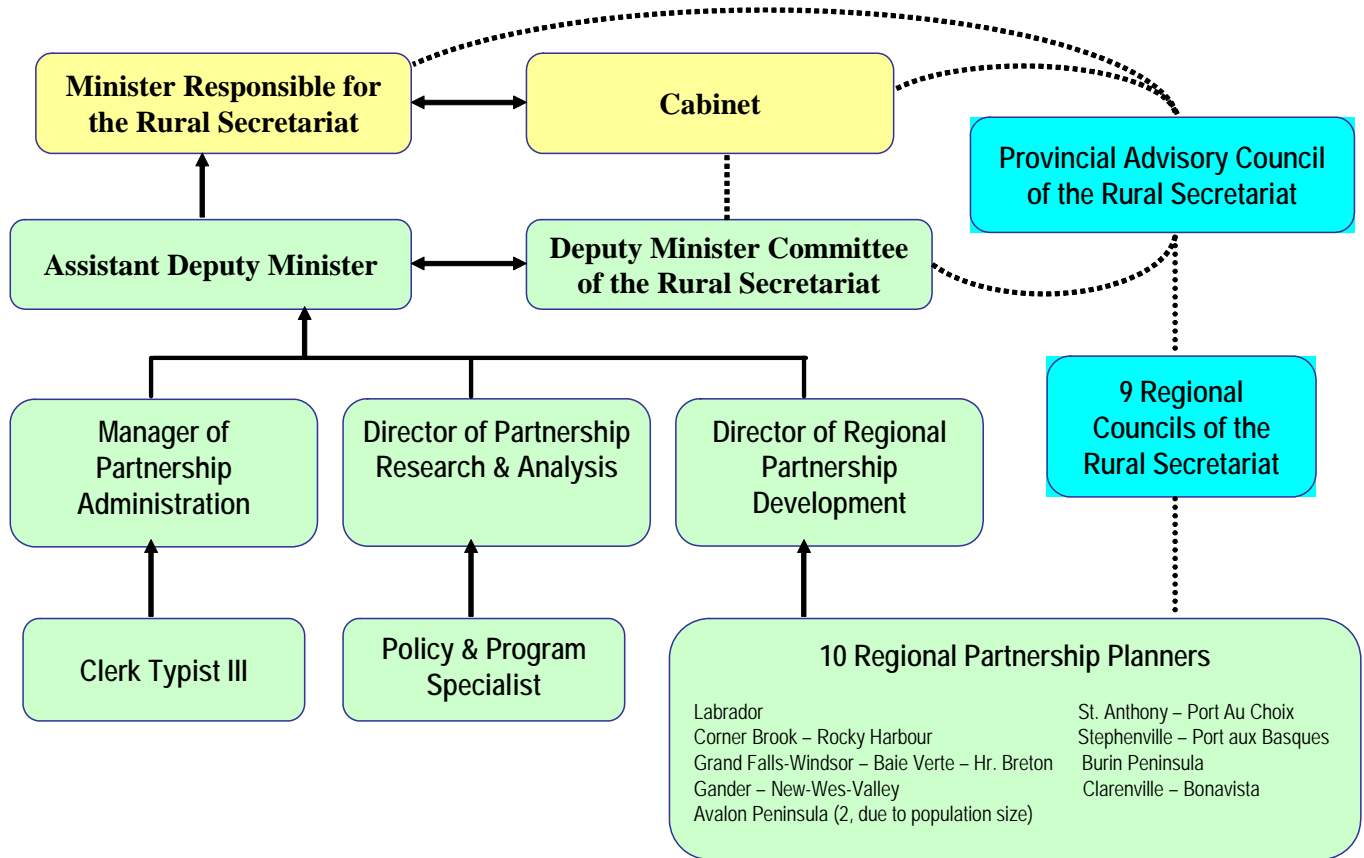 Minister Responsible for
the Rural Secretariat
Cabinet
Provincial Advisory Council
of the Rural Secretariat
Assistant Deputy Minister
Deputy Minister Committee
of the Rural Secretariat
9 Regional
Councils of the
Rural Secretariat
Manager of
Partnership
Administration
Director of Partnership
Research & Analysis
Director of Regional
Partnership
Development
Clerk Typist III
Policy & Program
Specialist
10 Regional Partnership Planners
Labrador
Corner Brook – Rocky Harbour
Grand Falls-Windsor – Baie Verte – Hr. Breton
Gander – New-Wes-Valley
Avalon Peninsula (2, due to population size)
St. Anthony – Port Au Choix
Stephenville – Port aux Basques
Burin Peninsula
Clarenville – Bonavista